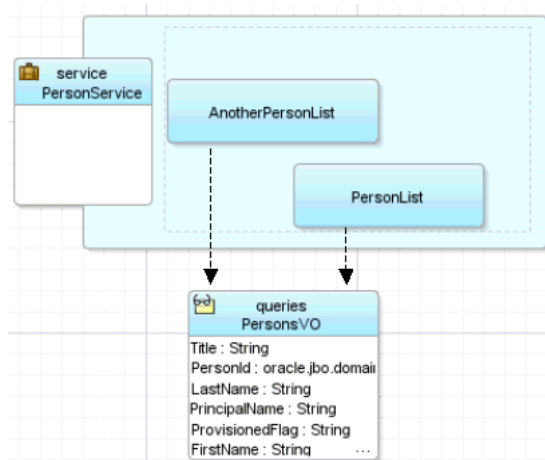 service
PersonService
AnotherPersonList
PersonList
queries
PersonsVO
Title : String
PersonId : oracle.jbo.domain
LastName : String
PrincipalName : String
ProvisionedFlag : String
FirstName : String ...